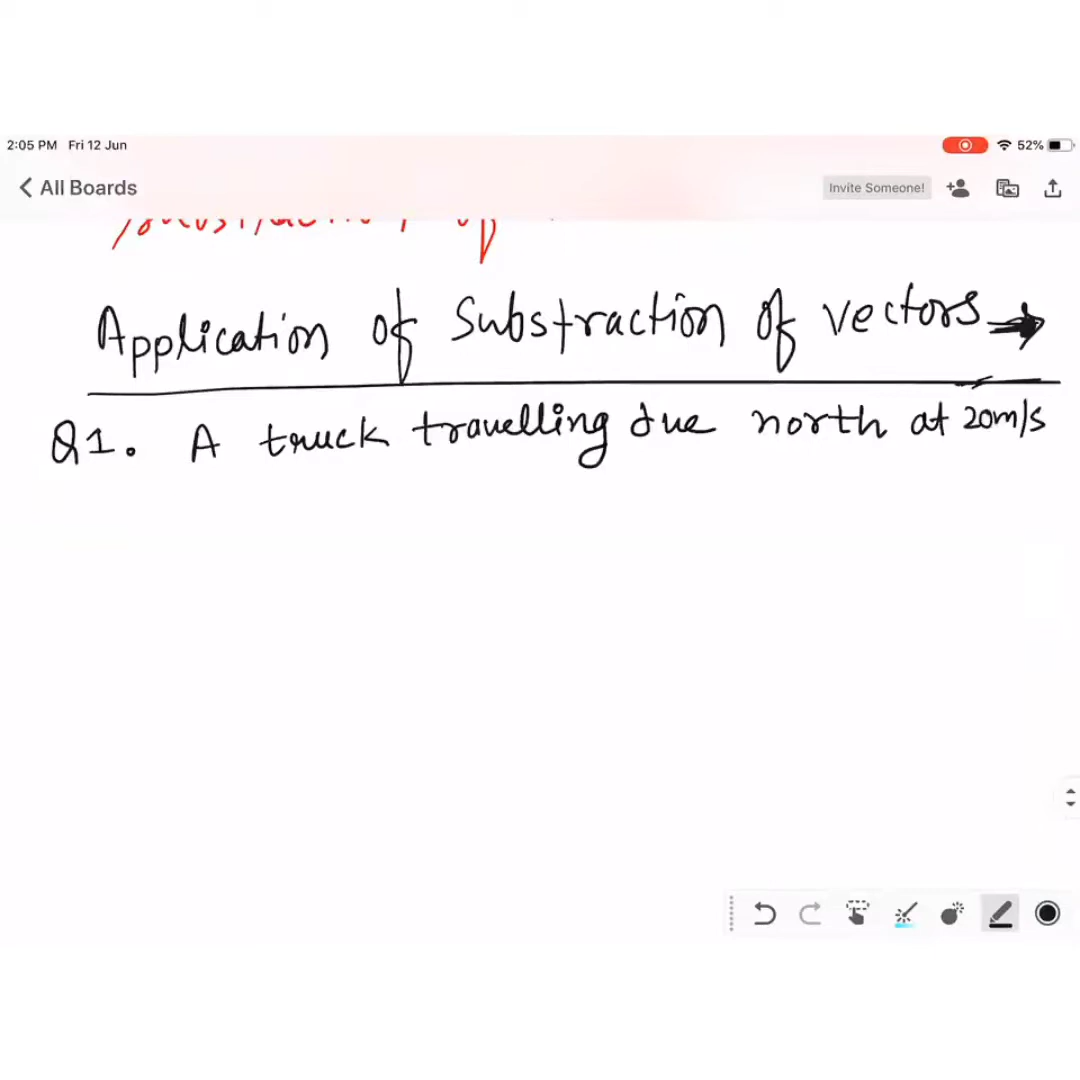 2:05 PM Fri 12 Jun
52%
All Boards
Invite Someone!
of
Application of Substraction of vectors
Q1. A truck travelling due north at 20m/s